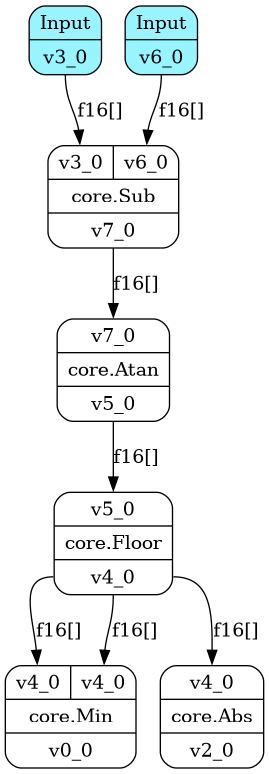 Input Input
v3_0 v6_0
f16[] f16[]
v3_0 v6_0
core.Sub
v7_0
f16[]
v7_0
core.Atan
v5_0
f16[]
v5_0
core.Floor
v4_0
f16[] f16[] f16[]
v4_0 v4_0 v4_0
core.Min core.Abs
v0_0 v2_0